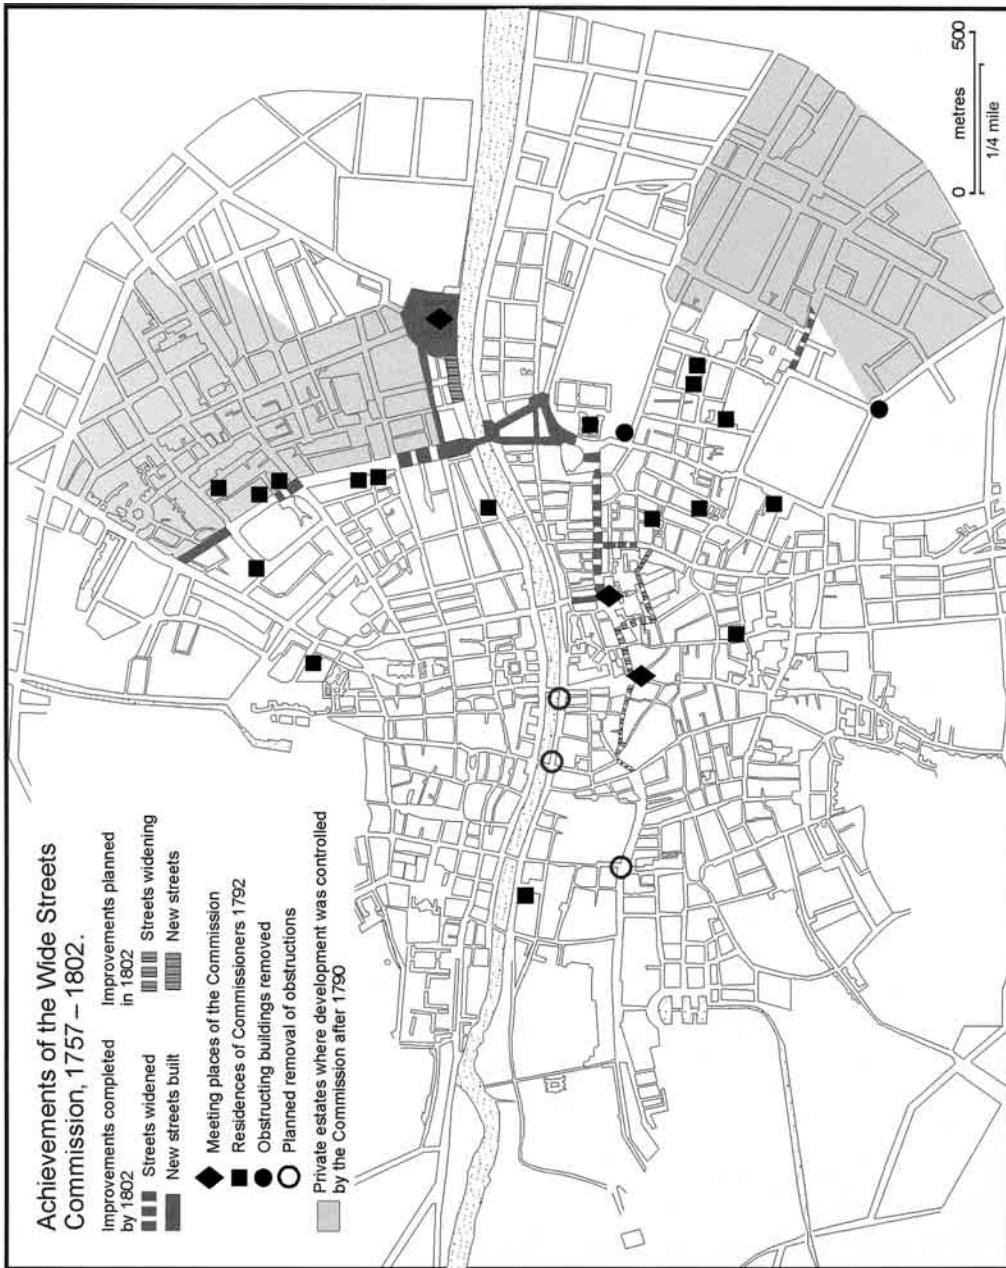 Achievements of the Wide Streets
Commission, 1757 – 1802.
Improvements completed
by 1802
Streets widened
New streets built
Improvements planned
in 1802
Streets widening
New streets
Meeting places of the Commission
Residences of Commissioners 1792
Obstructing buildings removed
Planned removal of obstructions
Private estate where development was controlled
by the Commission after 1790
0 metres 500
1/4 mile